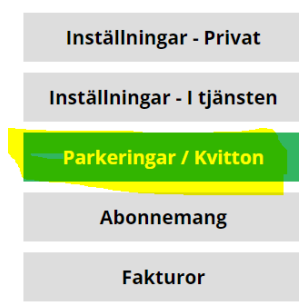 Inställningar - Privat
Inställningar - I tjänsten
Parkeringar / Kvitton
Abonnemang
Fakturor